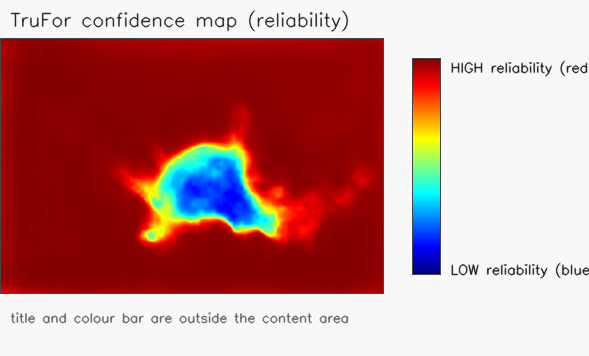 TruFor confidence map (reliability)
HIGH reliability (red
LOW reliability (blue
title and colour bar are outside the content area